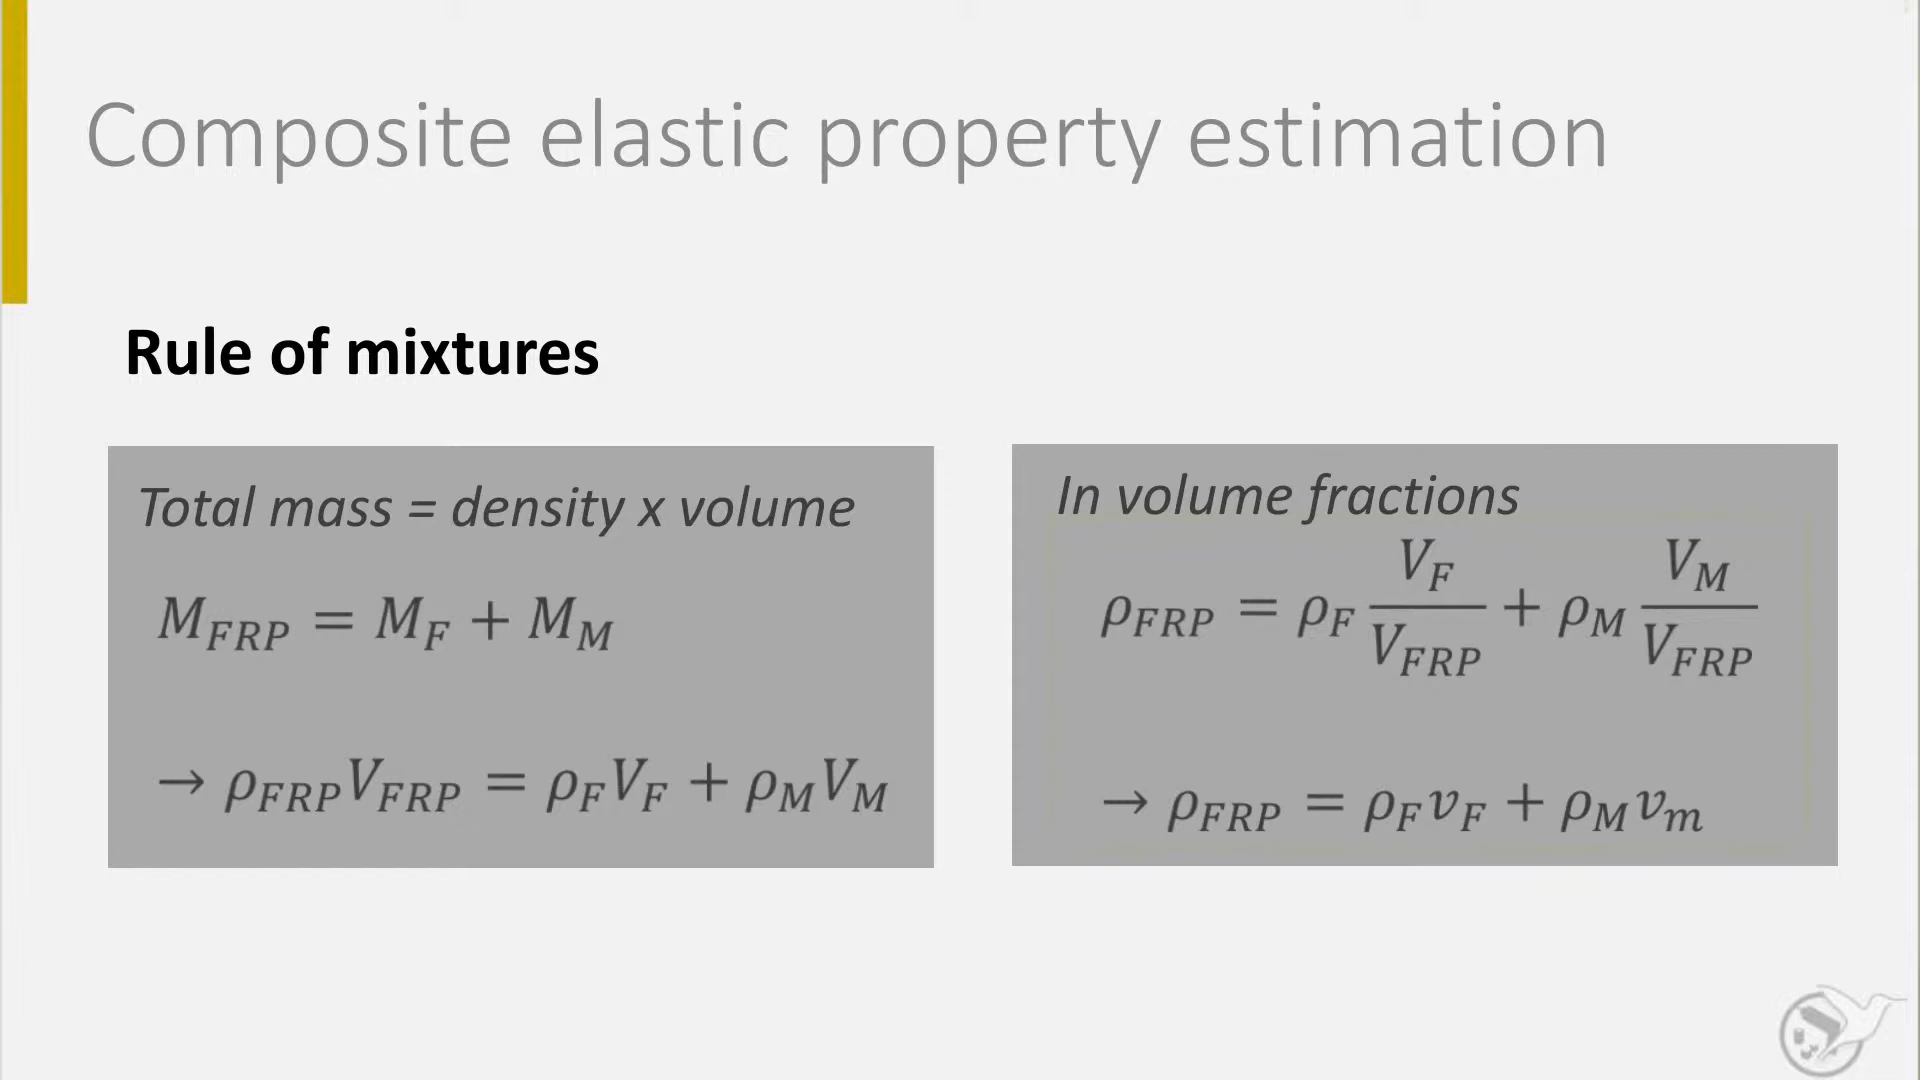 Composite elastic property estimation
Rule of mixtures
Total mass = density x volume
M_FRP = M_F + M_M
→ ρ_FRP V_FRP = ρ_F V_F + ρ_M V_M
In volume fractions
ρ_FRP = ρ_F V_F/V_FRP + ρ_M V_M/V_FRP
→ ρ_FRP = ρ_F v_F + ρ_M v_m